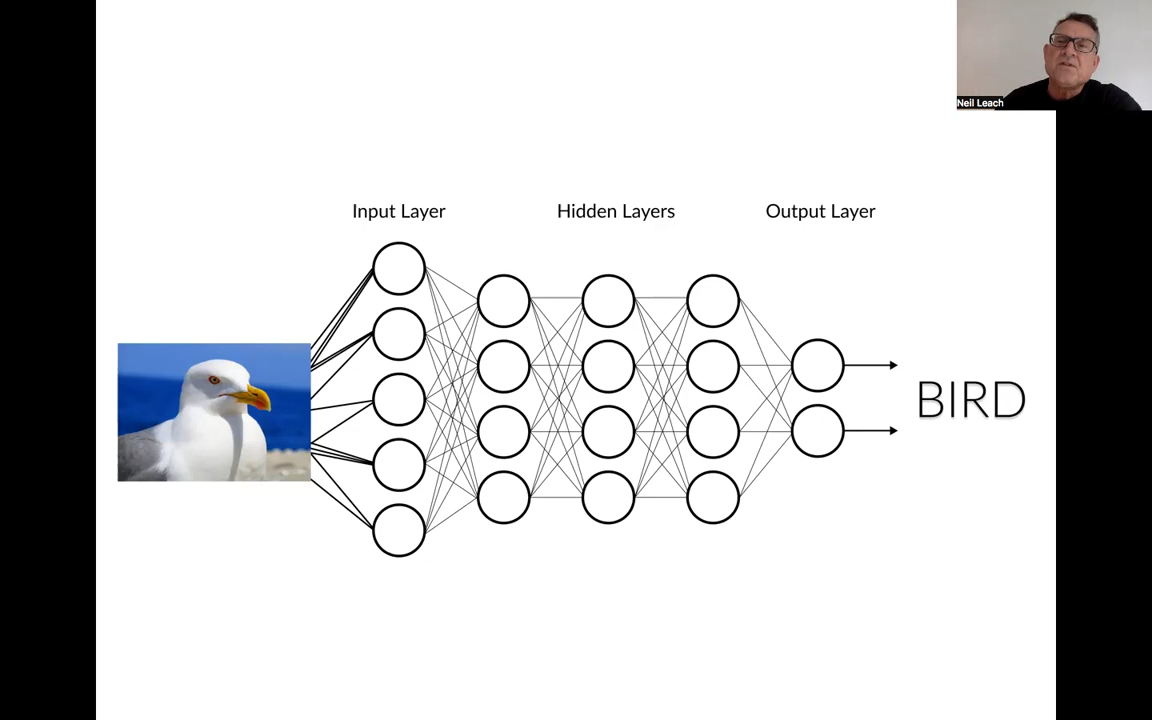 Neil Leach
Input Layer
Hidden Layers
Output Layer
BIRD